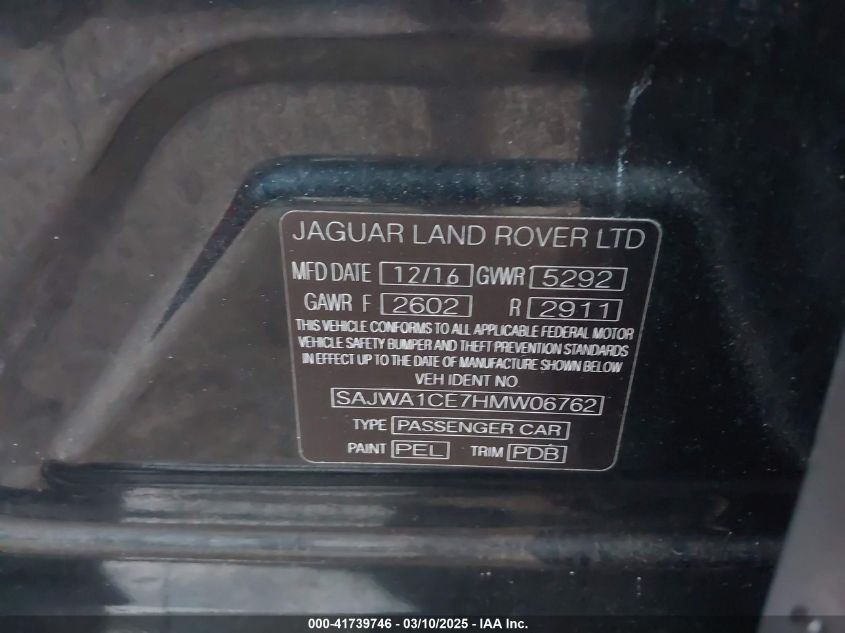 JAGUAR LAND ROVER LTD
MFD DATE 12/16 GVWR 5292
GAWR F 2602 R 2911
THIS VEHICLE CONFORMS TO ALL APPLICABLE FEDERAL MOTOR
VEHICLE SAFETY BUMPER AND THEFT PREVENTION STANDARDS
IN EFFECT UP TO THE DATE OF MANUFACTURE SHOWN BELOW
VEH IDENT NO.
SAJWA1CE7HMW06762
TYPE PASSENGER CAR
PAINT PEL TRIM PDB
000-41739746 - 03/10/2025 - IAA Inc.